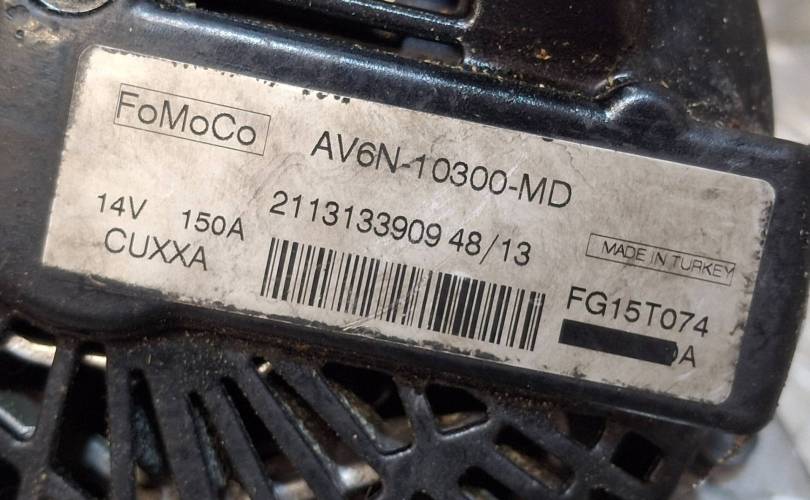 FoMoCo
AV6N-10300-MD
14V 150A 2113133909 48/13
CUXXA
MADE IN TURKEY
FG15T074
A